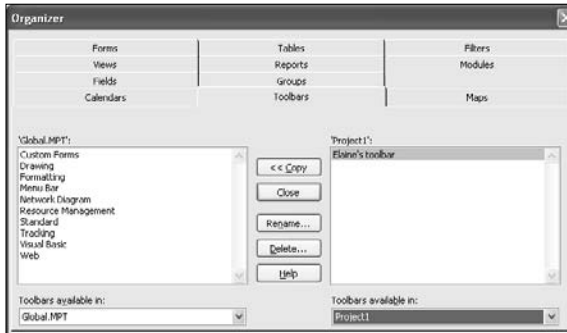 Organizer
Forms Tables Filters
Views Reports Modules
Fields Groups
Calendars Toolbars Maps
'Global.MPT':
Custom Forms
Drawing
Formatting
Menu Bar
Network Diagram
Resource Management
Standard
Tracking
Visual Basic
Web
<< Copy
Close
Rename...
Delete...
Help
'Project1':
Elaine's toolbar
Toolbars available in:
Global.MPT
Toolbars available in:
Project1